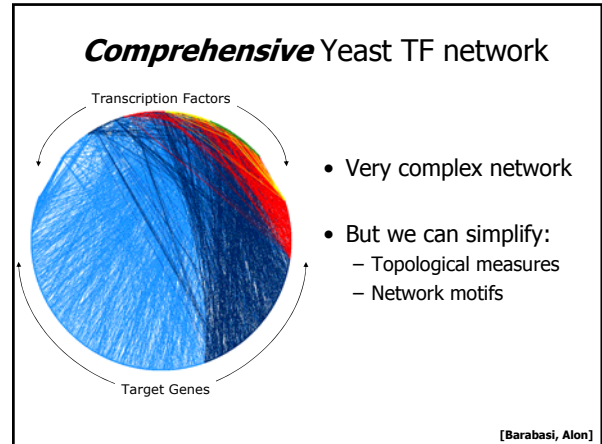 Comprehensive Yeast TF network
Transcription Factors
• Very complex network
• But we can simplify:
– Topological measures
– Network motifs
Target Genes
[Barabasi, Alon]